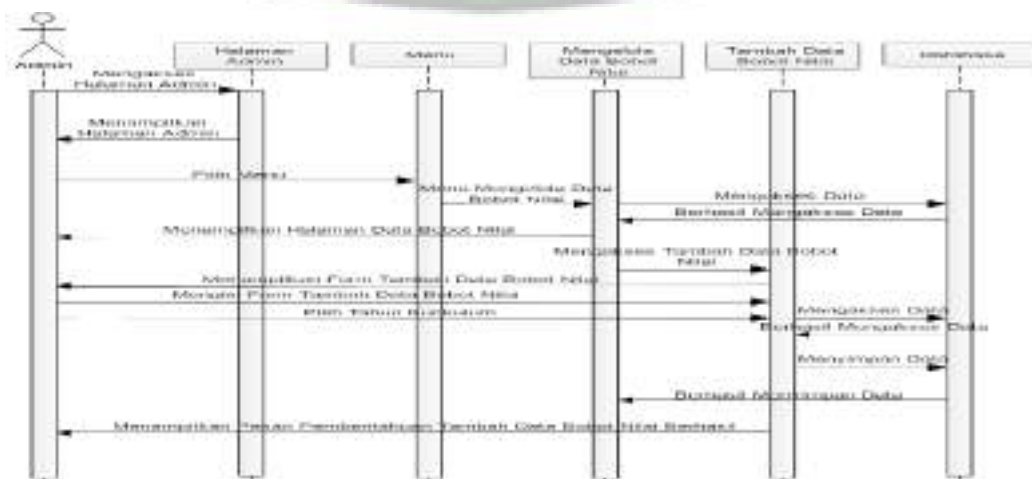 Admin
Halaman
Admin
Menu
Mengelola
Data Bobot
Nilai
Tambah Data
Bobot Nilai
Database
Mengakses
Halaman Admin
Menampilkan
Halaman Admin
Pilih Menu
Menu Mengelola Data
Bobot Nilai
Mengakses Data
Berhasil Mengakses Data
Menampilkan Halaman Data Bobot Nilai
Mengakses Tambah Data Bobot
Nilai
Menampilkan Form Tambah Data Bobot Nilai
Mengisi Form Tambah Data Bobot Nilai
Pilih Tahun Kurikulum
Mengakses Data
Berhasil Mengakses Data
Menyimpan Data
Berhasil Menyimpan Data
Menampilkan Pesan Pemberitahuan Tambah Data Bobot Nilai Berhasil